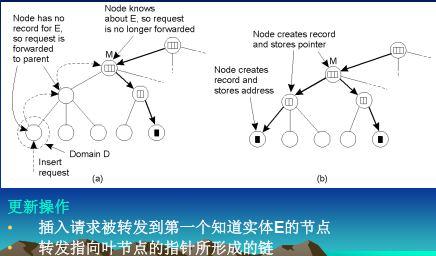 Node has no
record for E,
so request is
forwarded
to parent
Node knows
about E, so request
is no longer forwarded
M
Domain D
Insert
request
(a)
Node creates record
and stores pointer
M
Node creates
record and
stores address
(b)
更新操作
• 插入请求被转发到第一个知道实体E的节点
• 转发指向叶节点的指针所形成的链